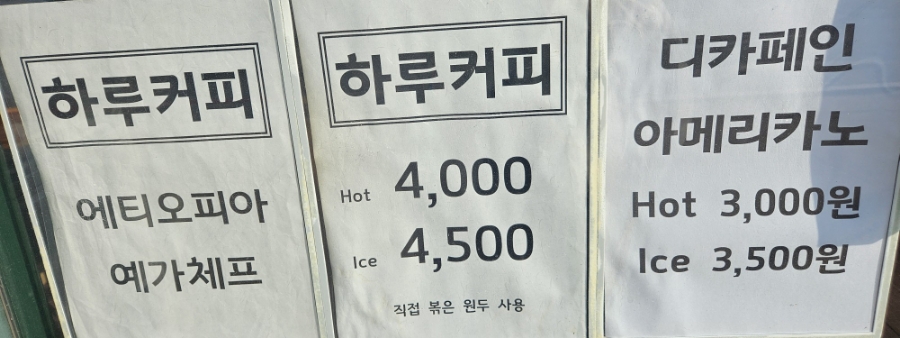 하루커피
에티오피아
예가체프
하루커피
Hot 4,000
Ice 4,500
직접 볶은 원두 사용
디카페인
아메리카노
Hot 3,000원
Ice 3,500원